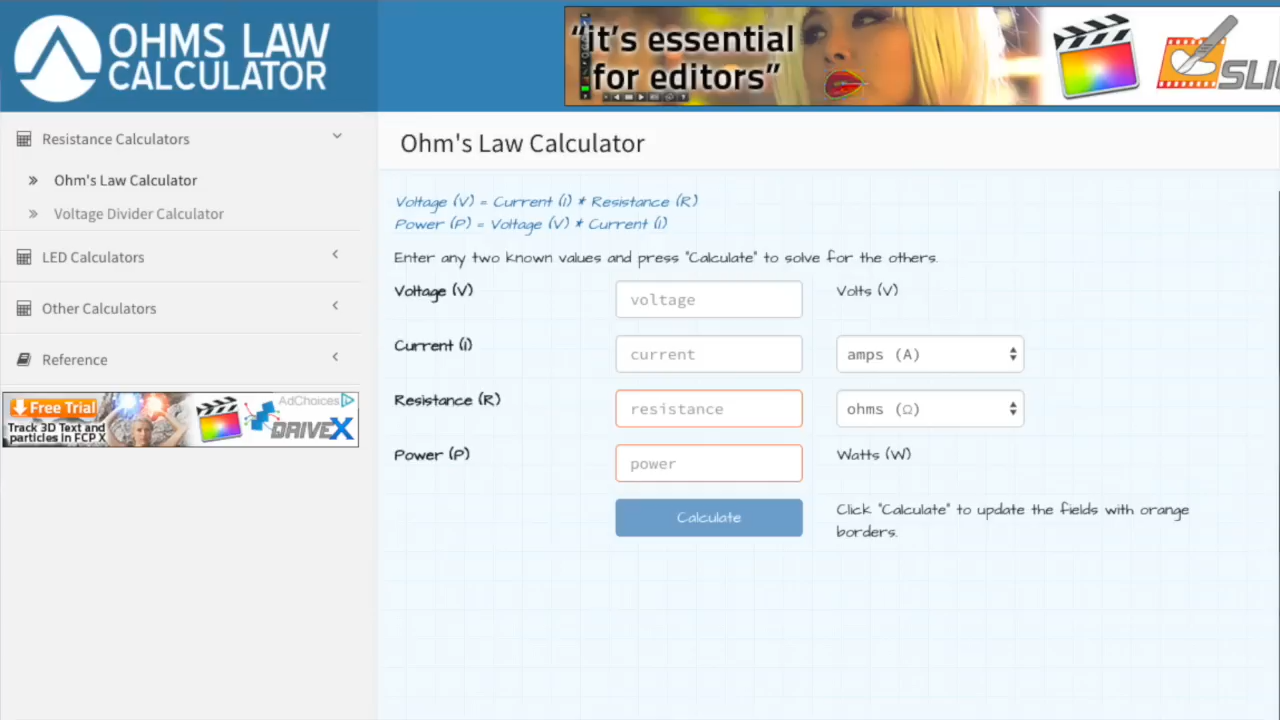 OHMS LAW
CALCULATOR
“it's essential
for editors”
Resistance Calculators
Ohm's Law Calculator
Voltage Divider Calculator
LED Calculators
Other Calculators
Reference
AdChoices
Free Trial
Track 3D Text and
particles in FCP X
DRIVEX
Ohm's Law Calculator
Voltage (V) = Current (i) * Resistance (R)
Power (P) = Voltage (V) * Current (i)
Enter any two known values and press "Calculate" to solve for the others.
Voltage (V) voltage Volts (V)
Current (i) current amps (A)
Resistance (R) resistance ohms (Ω)
Power (P) power Watts (W)
Calculate
Click "Calculate" to update the fields with orange
borders.